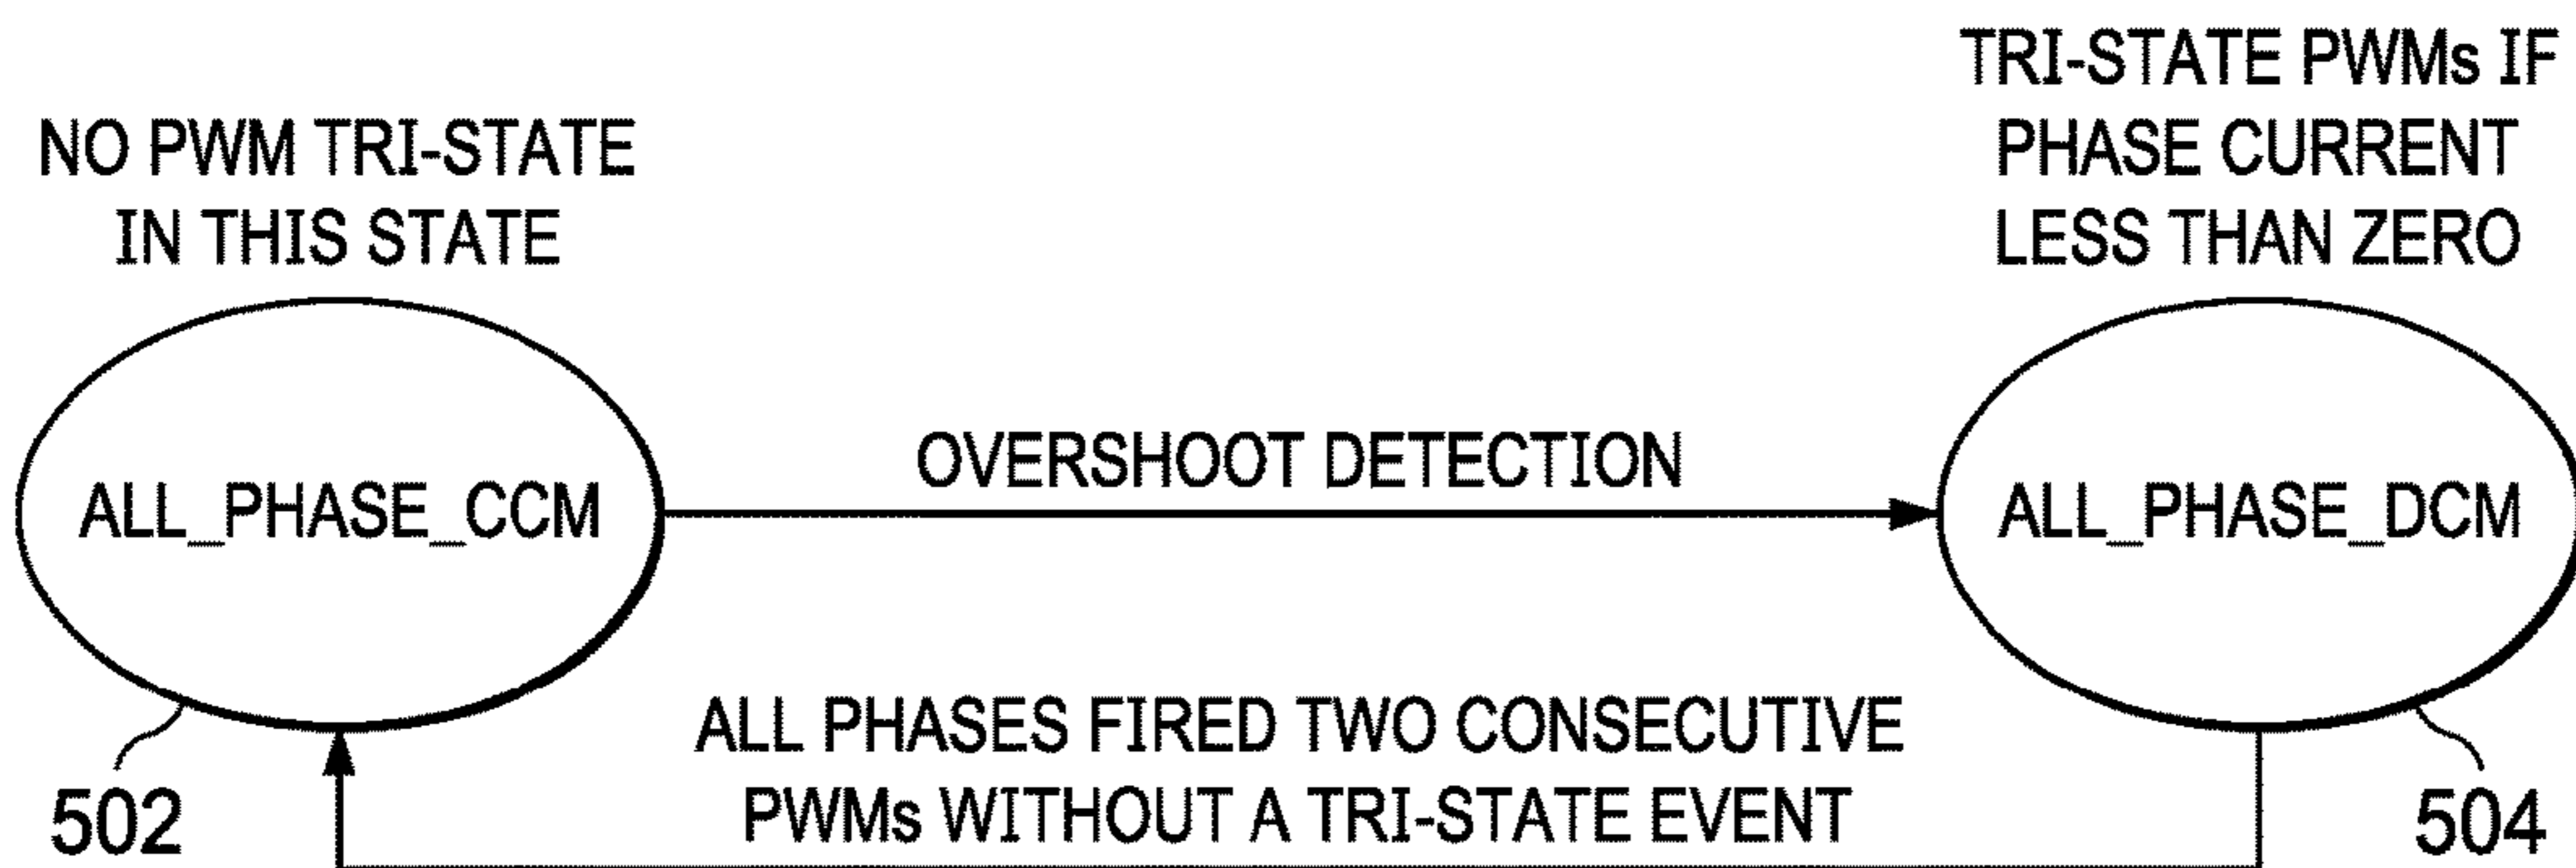 NO PWM TRI-STATE
IN THIS STATE
TRI-STATE PWMs IF
PHASE CURRENT
LESS THAN ZERO
ALL_PHASE_CCM
OVERSHOOT DETECTION
ALL_PHASE_DCM
ALL PHASES FIRED TWO CONSECUTIVE
PWMs WITHOUT A TRI-STATE EVENT
502
504